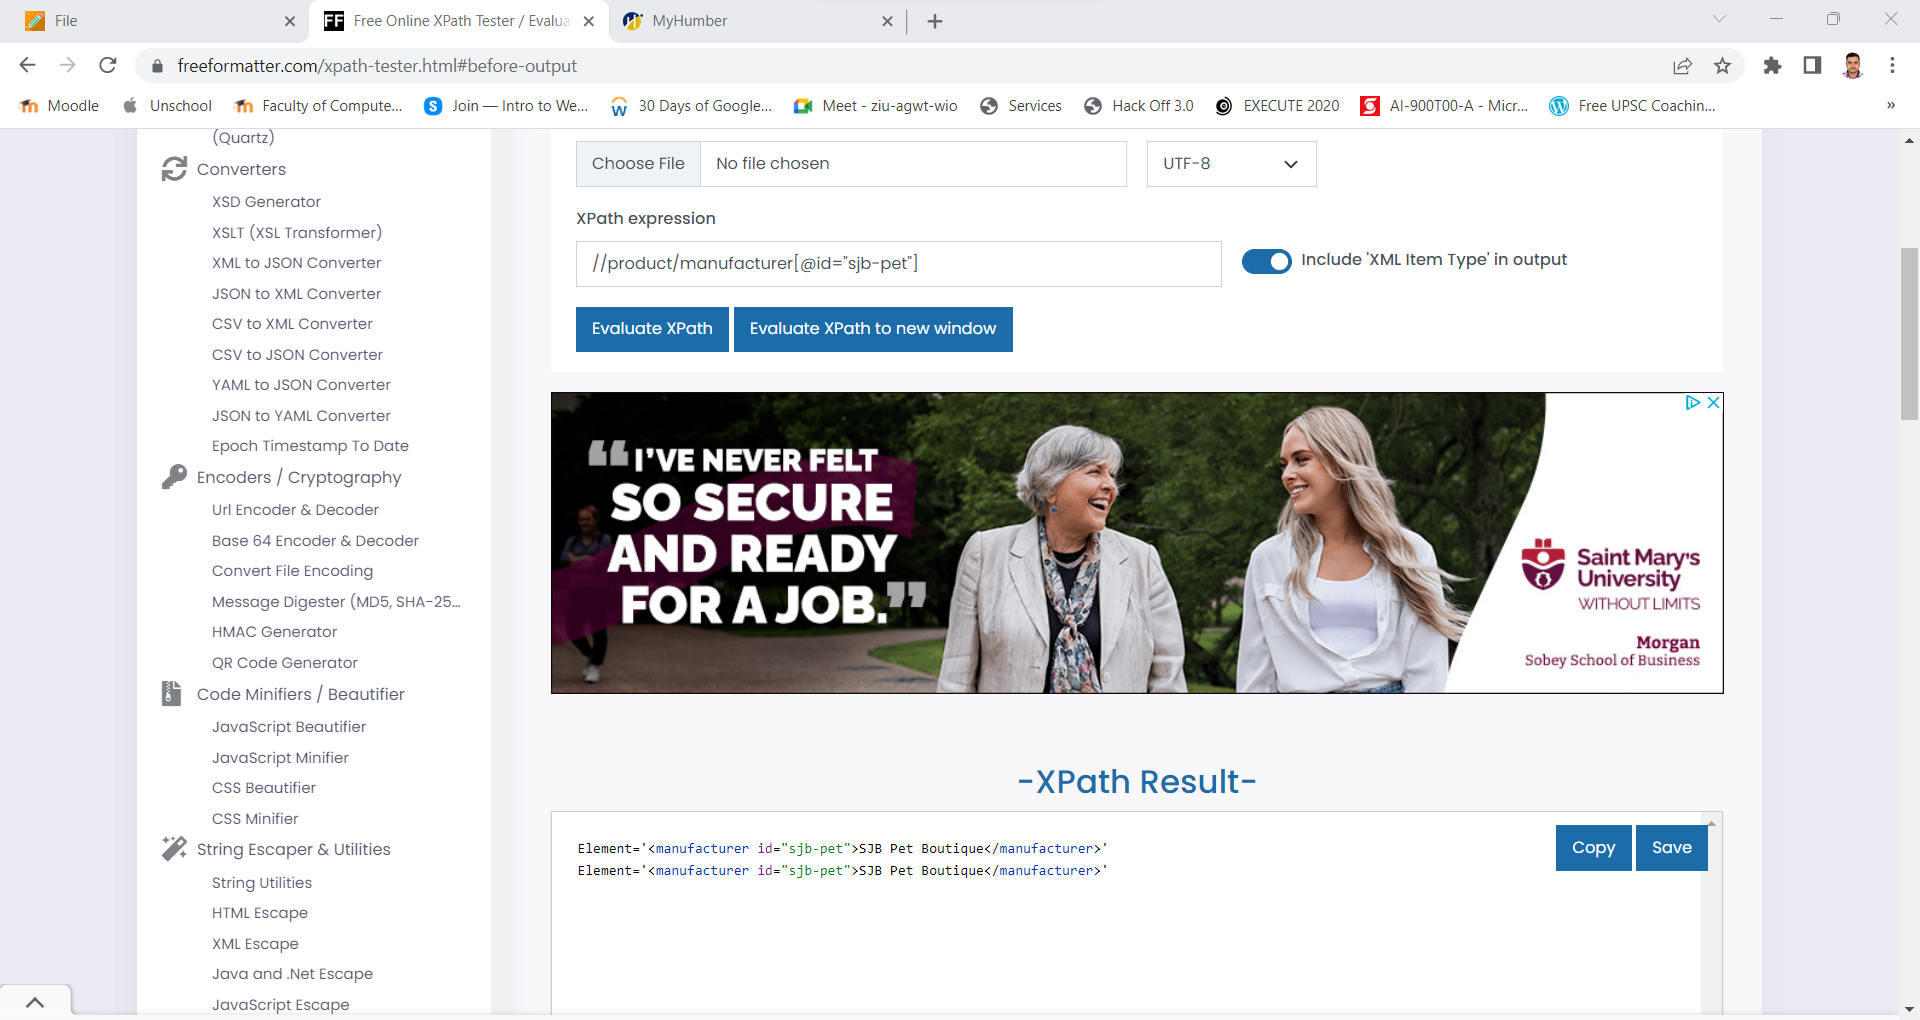 File
Free Online XPath Tester / Evalua
MyHumber
freeformatter.com/xpath-tester.html#before-output
Moodle
Unschool
Faculty of Compute...
Join — Intro to We...
30 Days of Google...
Meet - ziu-agwt-wio
Services
Hack Off 3.0
EXECUTE 2020
AI-900T00-A - Micr...
Free UPSC Coachin...
»
(Quartz)
Converters
XSD Generator
XSLT (XSL Transformer)
XML to JSON Converter
JSON to XML Converter
CSV to XML Converter
CSV to JSON Converter
YAML to JSON Converter
JSON to YAML Converter
Epoch Timestamp To Date
Encoders / Cryptography
Url Encoder & Decoder
Base 64 Encoder & Decoder
Convert File Encoding
Message Digester (MD5, SHA-25...
HMAC Generator
QR Code Generator
Code Minifiers / Beautifier
JavaScript Beautifier
JavaScript Minifier
CSS Beautifier
CSS Minifier
String Escaper & Utilities
String Utilities
HTML Escape
XML Escape
Java and .Net Escape
JavaScript Escape
Choose File
No file chosen
UTF-8
XPath expression
//product/manufacturer[@id="sjb-pet"]
Include 'XML Item Type' in output
Evaluate XPath
Evaluate XPath to new window
“I'VE NEVER FELT
SO SECURE
AND READY
FOR A JOB.”
Saint Mary's
University
WITHOUT LIMITS
Morgan
Sobey School of Business
-XPath Result-
Copy
Save
Element='<manufacturer id="sjb-pet">SJB Pet Boutique</manufacturer>'
Element='<manufacturer id="sjb-pet">SJB Pet Boutique</manufacturer>'